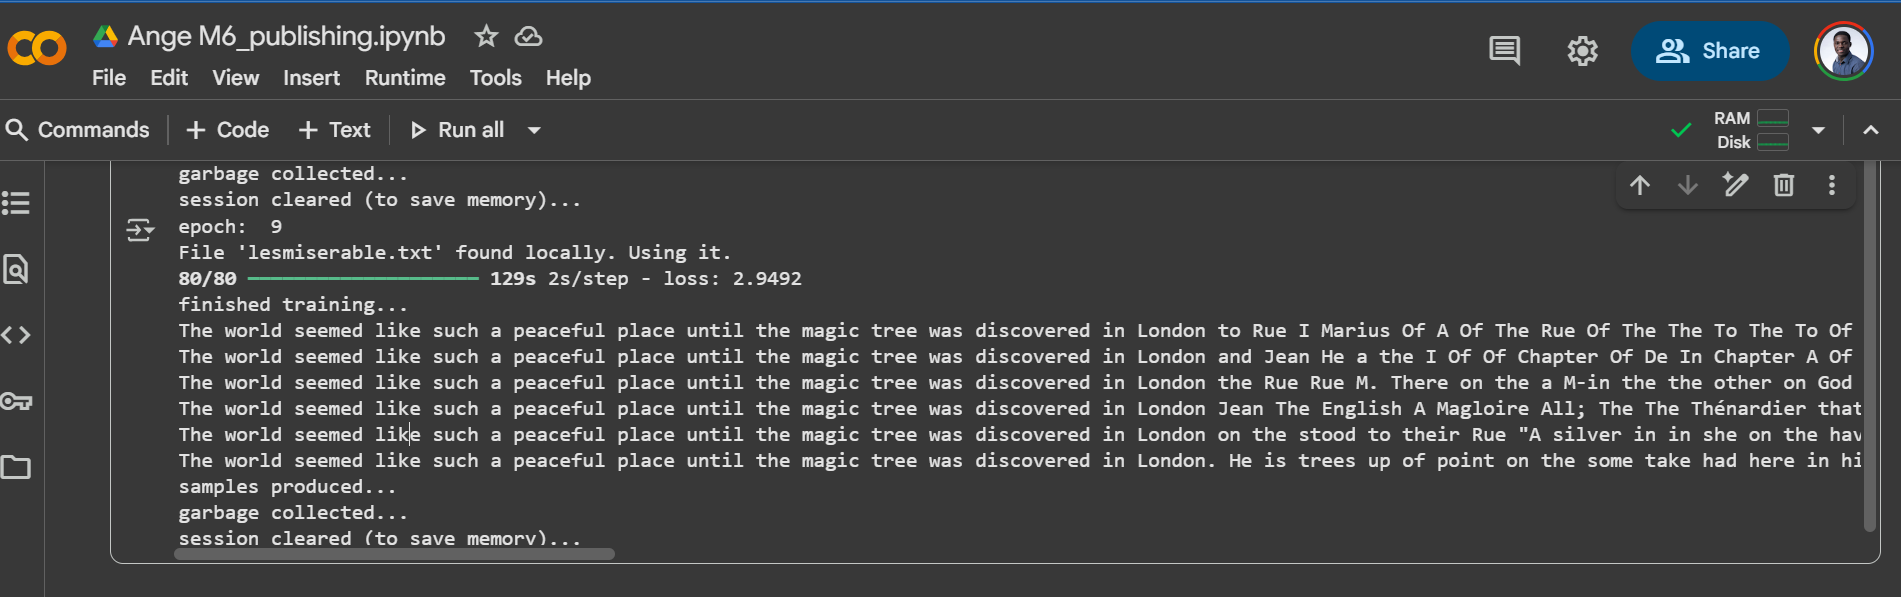 Ange M6_publishing.ipynb
File Edit View Insert Runtime Tools Help
Share
Commands + Code + Text Run all
RAM
Disk
garbage collected...
session cleared (to save memory)...
epoch:  9
File 'lesmiserable.txt' found locally. Using it.
80/80 129s 2s/step - loss: 2.9492
finished training...
The world seemed like such a peaceful place until the magic tree was discovered in London to Rue I Marius Of A Of The Rue Of The The To The To Of
The world seemed like such a peaceful place until the magic tree was discovered in London and Jean He a the I Of Of Chapter Of De In Chapter A Of
The world seemed like such a peaceful place until the magic tree was discovered in London the Rue Rue M. There on the a M-in the the other on God
The world seemed like such a peaceful place until the magic tree was discovered in London Jean The English A Magloire All; The The Thénardier that
The world seemed like such a peaceful place until the magic tree was discovered in London on the stood to their Rue "A silver in in she on the hav
The world seemed like such a peaceful place until the magic tree was discovered in London. He is trees up of point on the some take had here in hi
samples produced...
garbage collected...
session cleared (to save memory)...